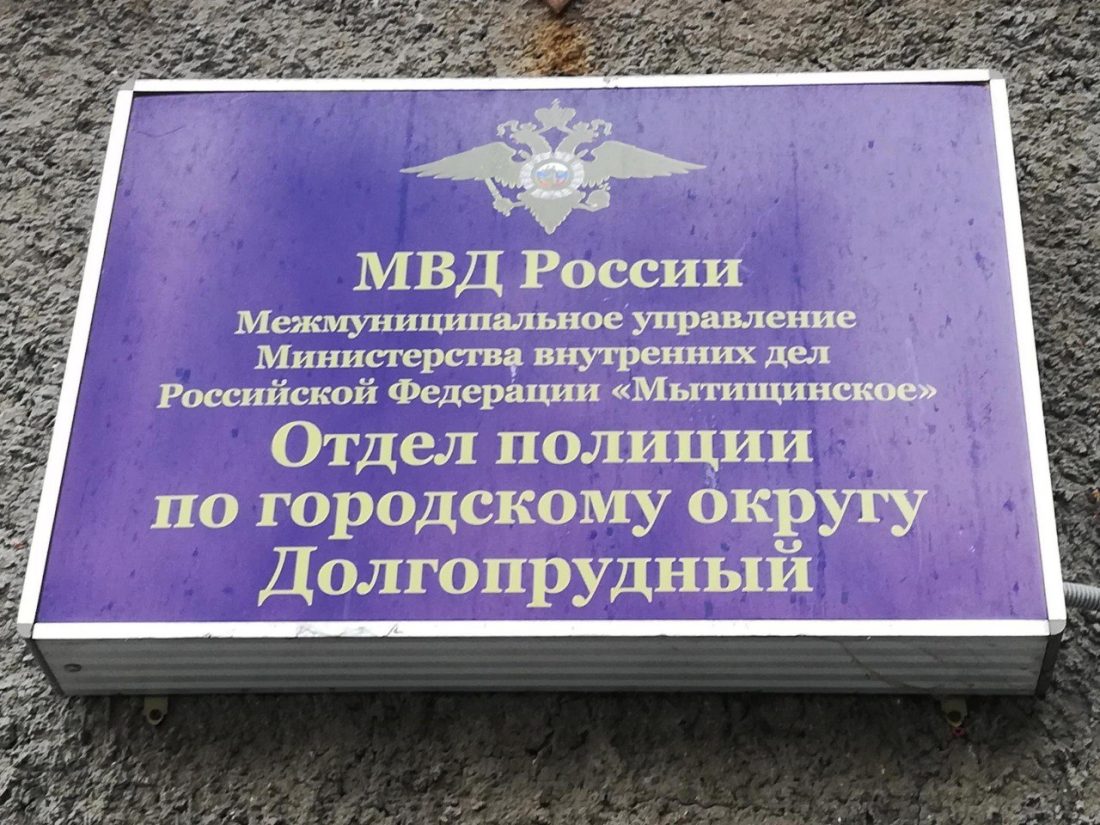 МВД России
Межмуниципальное управление
Министерства внутренних дел
Российской Федерации «Мытищинское»
Отдел полиции
по городскому округу
Долгопрудный